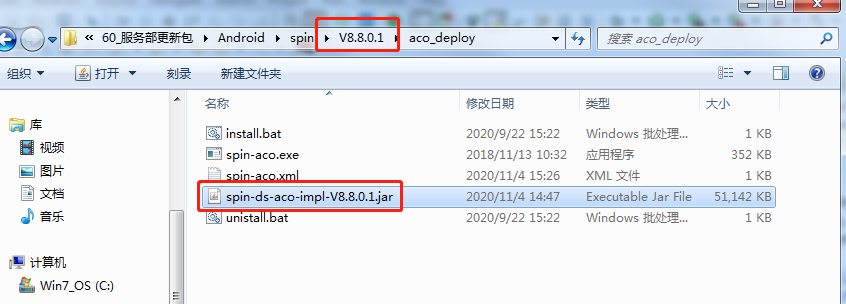 « 60_服务部更新包 Android spin V8.8.0.1 aco_deploy 搜索 aco_deploy
组织 打开 刻录 新建文件夹
名称 修改日期 类型 大小
库
视频
图片
文档
音乐
计算机
Win7_OS (C:)
install.bat 2020/9/22 15:22 Windows 批处理... 1 KB
spin-aco.exe 2018/11/13 10:32 应用程序 352 KB
spin-aco.xml 2020/11/4 15:26 XML 文件 1 KB
spin-ds-aco-impl-V8.8.0.1.jar 2020/11/4 14:47 Executable Jar File 51,142 KB
unistall.bat 2020/9/22 15:22 Windows 批处理... 1 KB